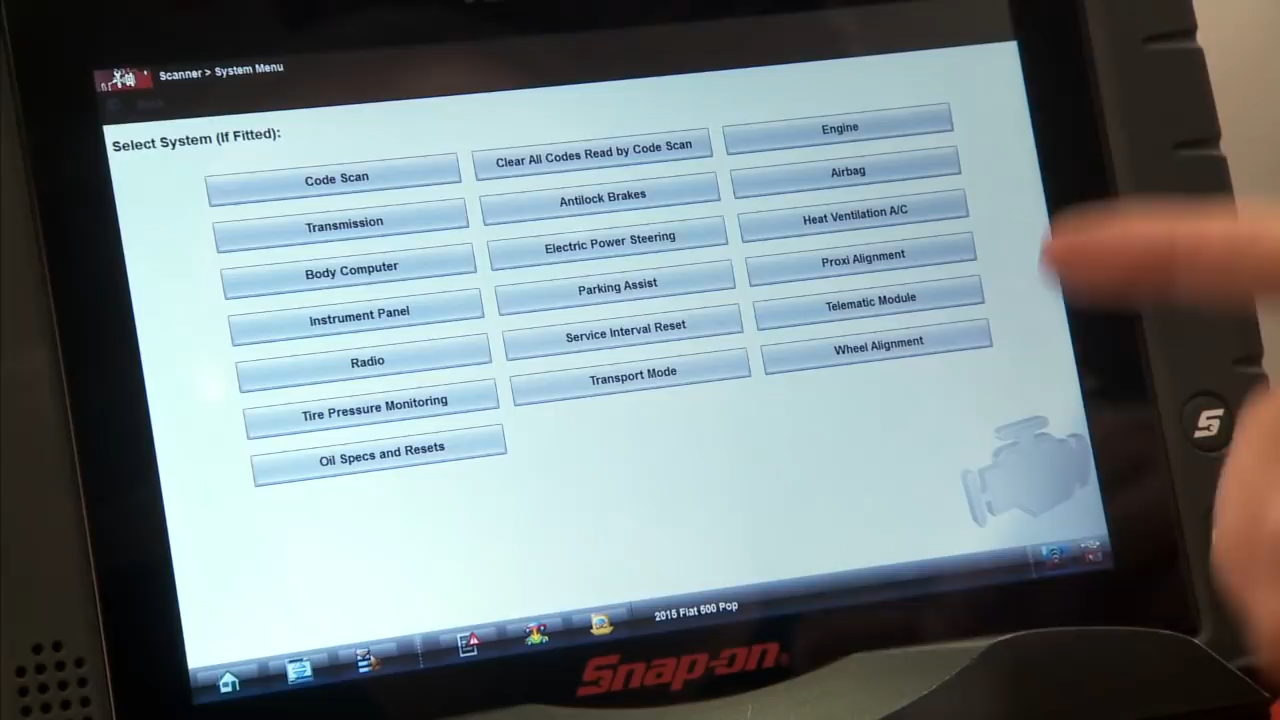 Scanner > System Menu
Select System (If Fitted):
Code Scan
Clear All Codes Read by Code Scan
Engine
Transmission
Antilock Brakes
Airbag
Body Computer
Electric Power Steering
Heat Ventilation A/C
Instrument Panel
Parking Assist
Proxi Alignment
Radio
Service Interval Reset
Telematic Module
Tire Pressure Monitoring
Transport Mode
Wheel Alignment
Oil Specs and Resets
2015 Fiat 500 Pop
Snap-on